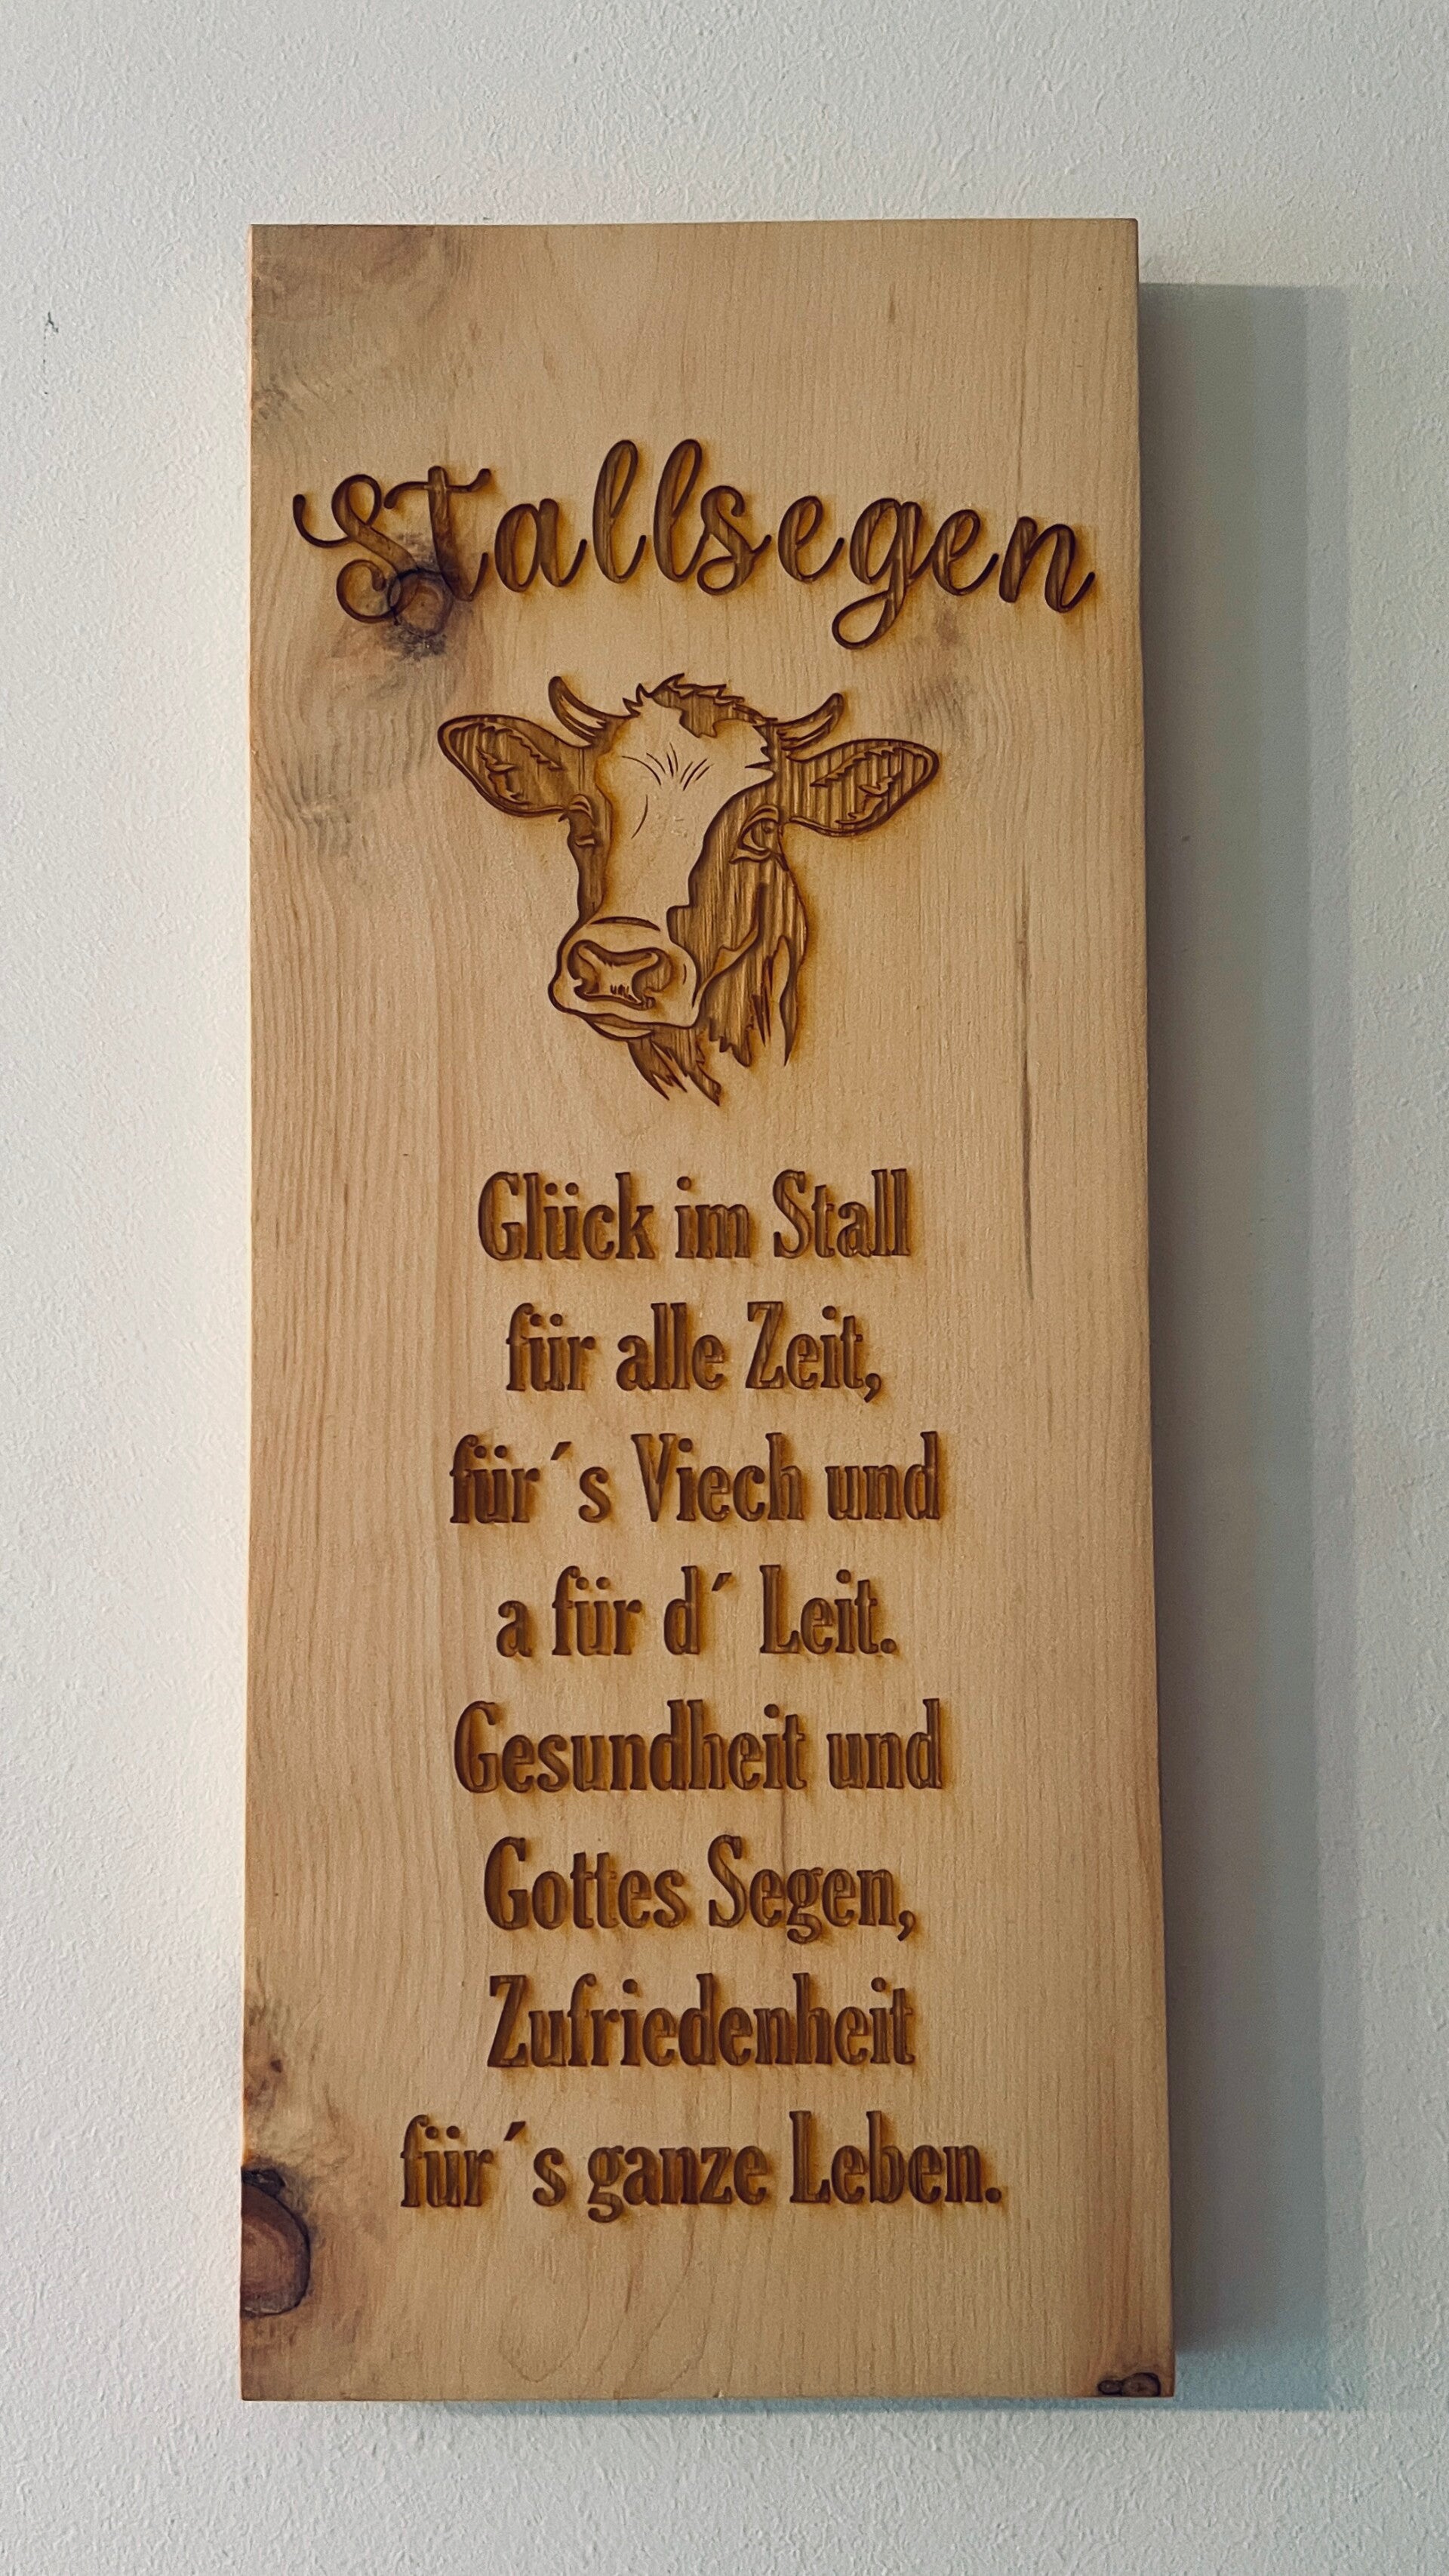 Stallsegen
Glück im Stall
für alle Zeit,
für´s Viech und
a für d´ Leit.
Gesundheit und
Gottes Segen,
Zufriedenheit
für´s ganze Leben.